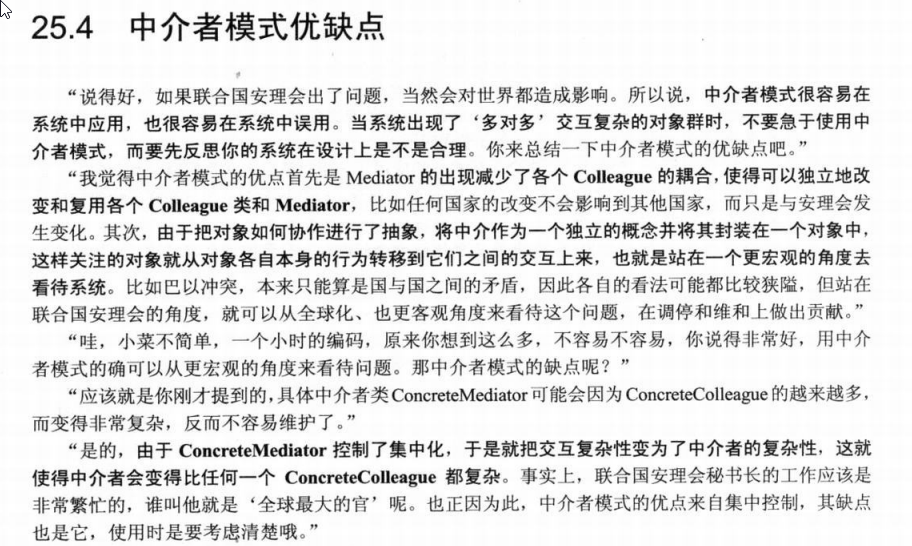 25.4 中介者模式优缺点
“说得好，如果联合国安理会出了问题，当然会对世界都造成影响。所以说，中介者模式很容易在
系统中应用，也很容易在系统中误用。当系统出现了‘多对多’交互复杂的对象群时，不要急于使用中
介者模式，而要先反思你的系统在设计上是不是合理。你来总结一下中介者模式的优缺点吧。”
“我觉得中介者模式的优点首先是 Mediator 的出现减少了各个 Colleague 的耦合，使得可以独立地改
变和复用各个 Colleague 类和 Mediator，比如任何国家的改变不会影响到其他国家，而只是与安理会发
生变化。其次，由于把对象如何协作进行了抽象，将中介作为一个独立的概念并将其封装在一个对象中，
这样关注的对象就从对象各自本身的行为转移到它们之间的交互上来，也就是站在一个更宏观的角度去
看待系统。比如巴以冲突，本来只能算是国与国之间的矛盾，因此各自的看法可能都比较狭隘，但站在
联合国安理会的角度，就可以从全球化、也更客观角度来看待这个问题，在调停和维和上做出贡献。”
“哇，小菜不简单，一个小时的编码，原来你想到这么多，不容易不容易，你说得非常好，用中介
者模式的确可以从更宏观的角度来看待问题。那中介者模式的缺点呢？”
“应该就是你刚才提到的，具体中介者类ConcreteMediator可能会因为ConcreteColleague的越来越多，
而变得非常复杂，反而不容易维护了。”
“是的，由于 ConcreteMediator 控制了集中化，于是就把交互复杂性变为了中介者的复杂性，这就
使得中介者会变得比任何一个 ConcreteColleague 都复杂。事实上，联合国安理会秘书长的工作应该是
非常繁忙的，谁叫他就是‘全球最大的官’呢。也正因为此，中介者模式的优点来自集中控制，其缺点
也是它，使用时是要考虑清楚哦。”